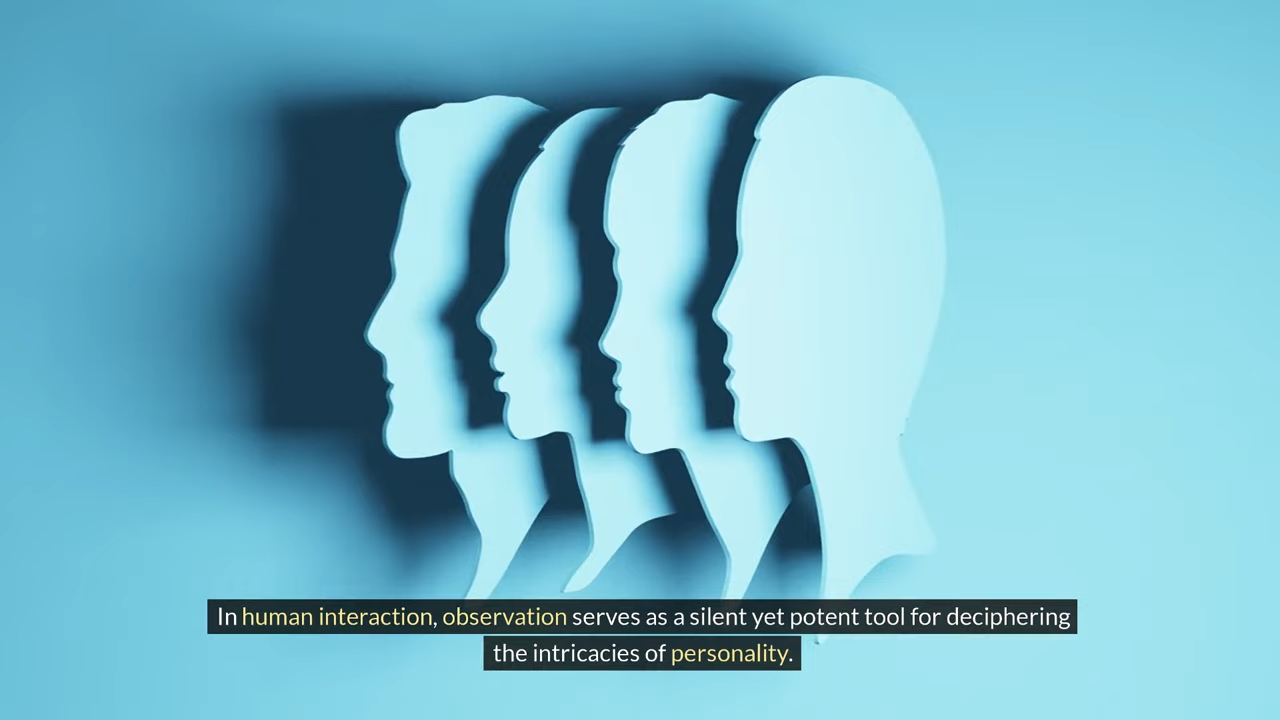 In human interaction, observation serves as a silent yet potent tool for deciphering
the intricacies of personality.